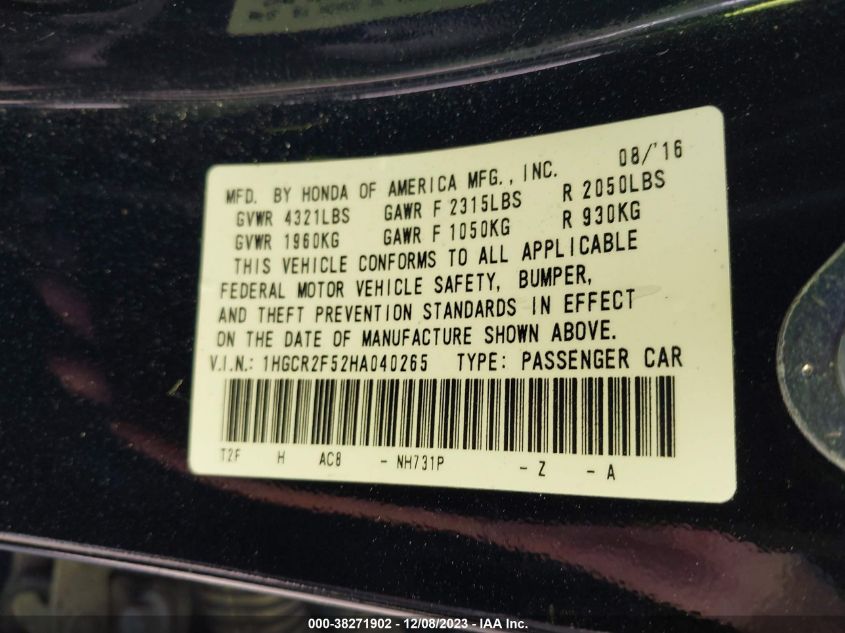 08/'16
MFD. BY HONDA OF AMERICA MFG., INC.
GVWR 4321LBS GAWR F 2315LBS R 2050LBS
GVWR 1960KG GAWR F 1050KG R 930KG
THIS VEHICLE CONFORMS TO ALL APPLICABLE
FEDERAL MOTOR VEHICLE SAFETY, BUMPER,
AND THEFT PREVENTION STANDARDS IN EFFECT
ON THE DATE OF MANUFACTURE SHOWN ABOVE.
V.I.N.: 1HGCR2F52HA040265 TYPE: PASSENGER CAR
T2F H AC8 - NH731P - Z - A
000-38271902 - 12/08/2023 - IAA Inc.